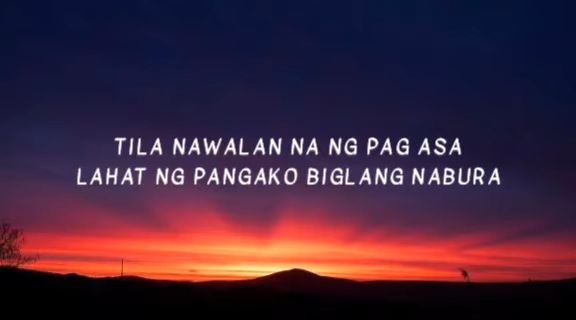 TILA NAWALAN NA NG PAG ASA
LAHAT NG PANGAKO BIGLANG NABURA